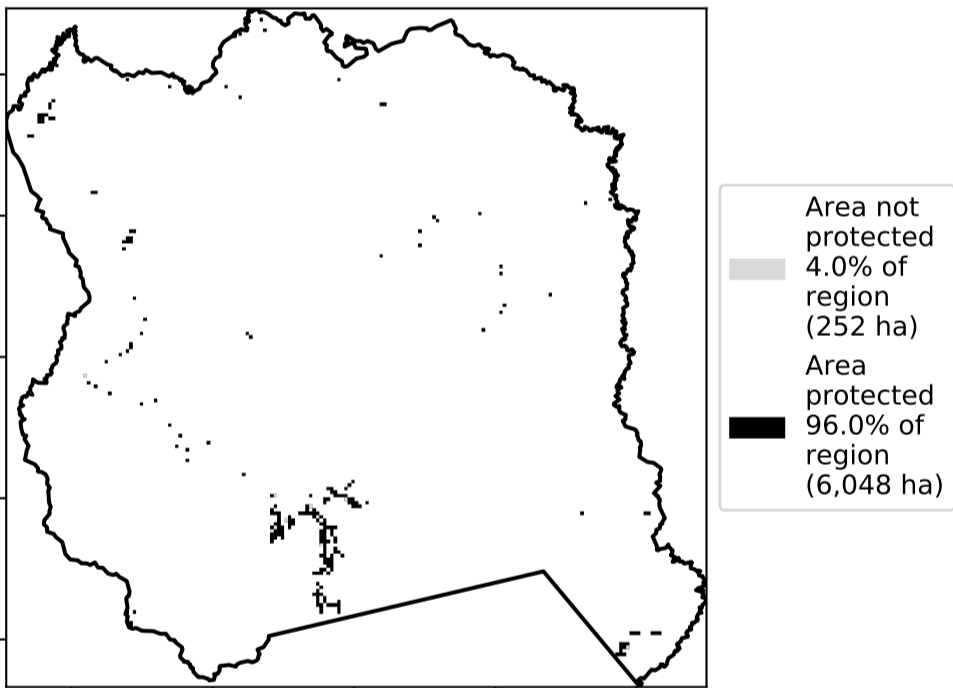 Area not
protected
4.0% of
region
(252 ha)
Area
protected
96.0% of
region
(6,048 ha)